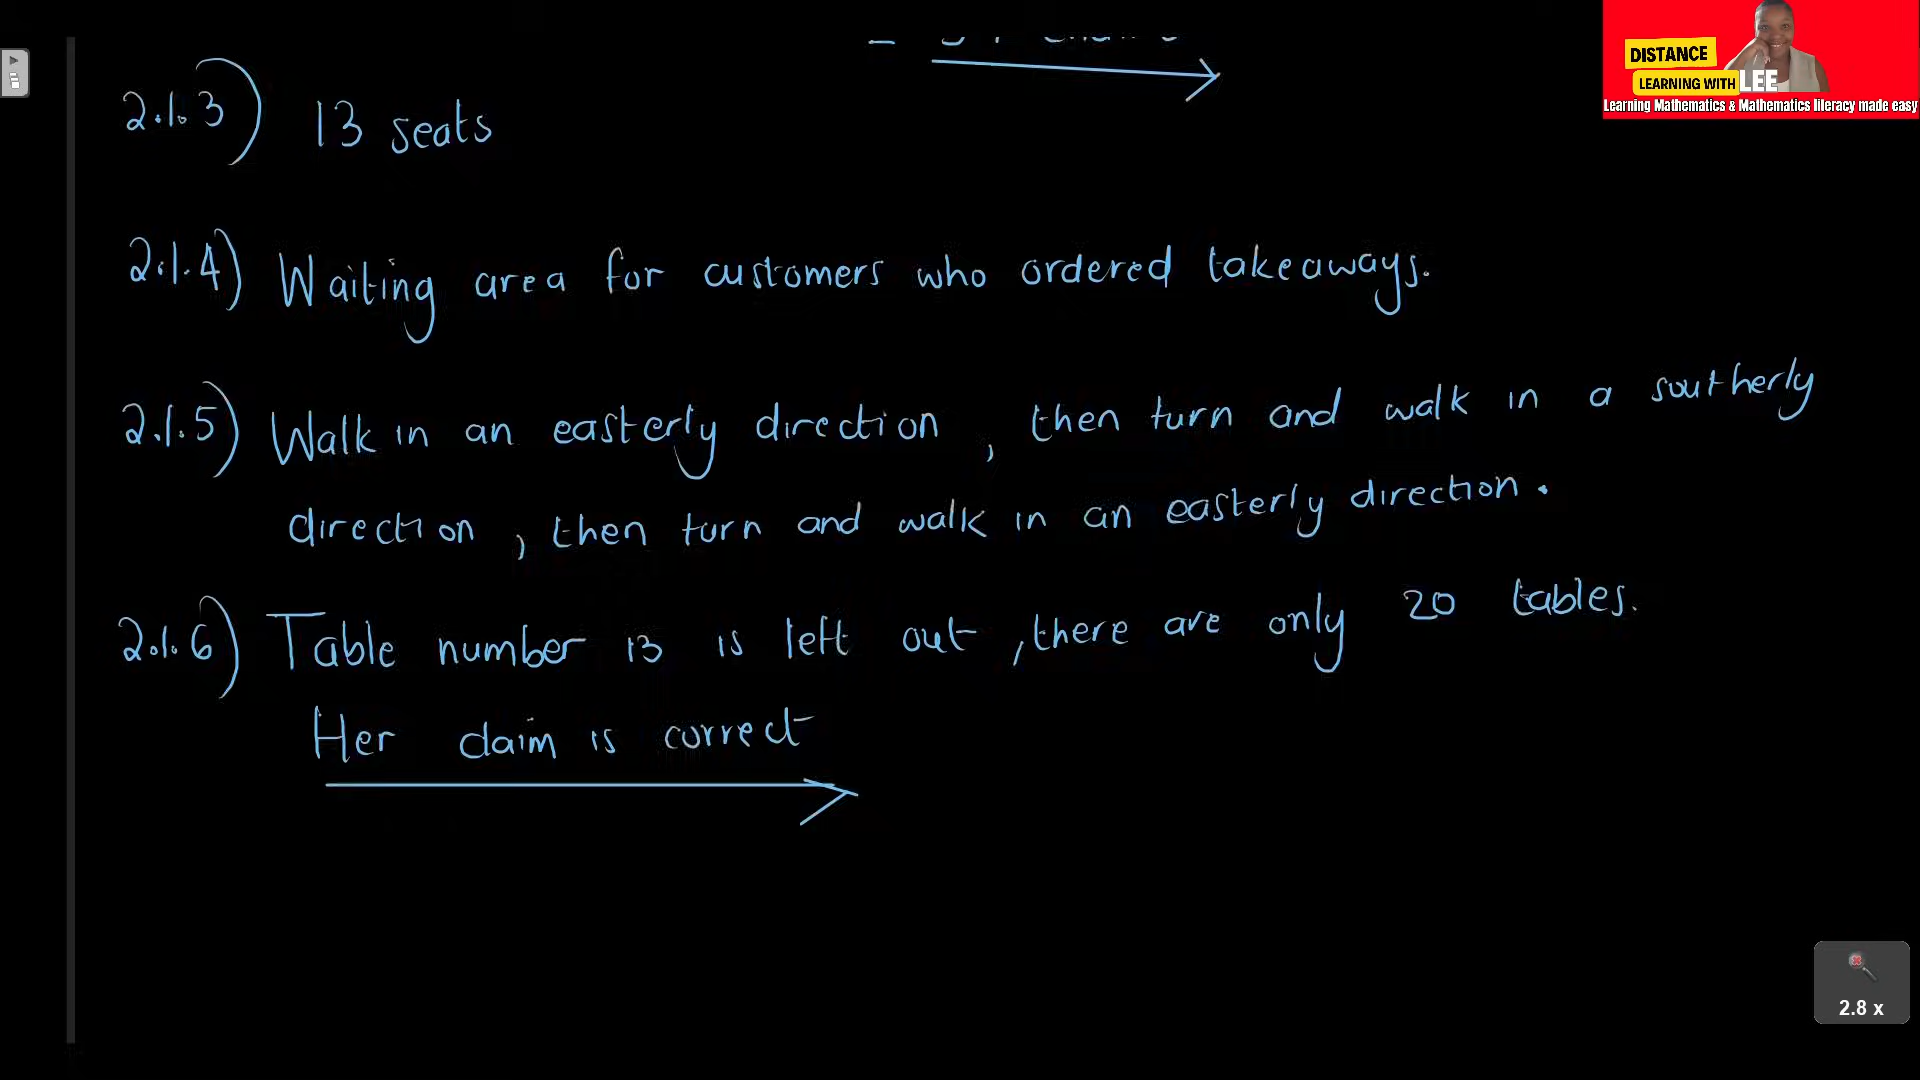 DISTANCE
LEARNING WITH LEE
Learning Mathematics & Mathematics literacy made easy
2.1.3) 13 seats
2.1.4) Waiting area for customers who ordered takeaways.
2.1.5) Walk in an easterly direction, then turn and walk in a southerly
direction, then turn and walk in an easterly direction.
2.1.6) Table number 13 is left out, there are only 20 tables.
Her claim is correct
2.8 x